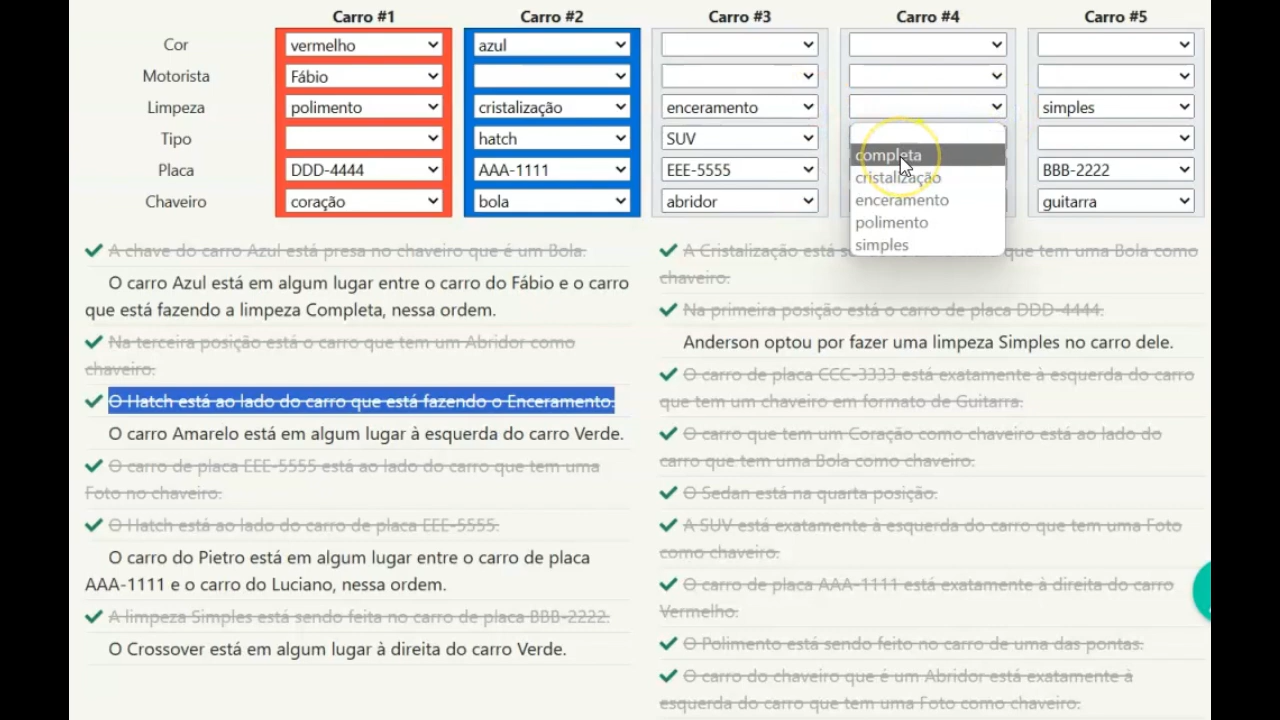 Carro #1 Carro #2 Carro #3 Carro #4 Carro #5
Cor vermelho azul
Motorista Fábio
Limpeza polimento cristalização enceramento simples
Tipo hatch SUV
Placa DDD-4444 AAA-1111 EEE-5555 BBB-2222
Chaveiro coração bola abridor guitarra
completa
cristalização
enceramento
polimento
simples
A chave do carro Azul está presa no chaveiro que é um Bola.
O carro Azul está em algum lugar entre o carro do Fábio e o carro
que está fazendo a limpeza Completa, nessa ordem.
Na terceira posição está o carro que tem um Abridor como
chaveiro.
O Hatch está ao lado do carro que está fazendo o Enceramento.
O carro Amarelo está em algum lugar à esquerda do carro Verde.
O carro de placa EEE-5555 está ao lado do carro que tem uma
Foto no chaveiro.
O Hatch está ao lado do carro de placa EEE-5555.
O carro do Pietro está em algum lugar entre o carro de placa
AAA-1111 e o carro do Luciano, nessa ordem.
A limpeza Simples está sendo feita no carro de placa BBB-2222.
O Crossover está em algum lugar à direita do carro Verde.
A Cristalização está que tem uma Bola como
chaveiro.
Na primeira posição está o carro de placa DDD-4444.
Anderson optou por fazer uma limpeza Simples no carro dele.
O carro de placa CCC-3333 está exatamente à esquerda do carro
que tem um chaveiro em formato de Guitarra.
O carro que tem um Coração como chaveiro está ao lado do
carro que tem uma Bola como chaveiro.
O Sedan está na quarta posição.
A SUV está exatamente à esquerda do carro que tem uma Foto
como chaveiro.
O carro de placa AAA-1111 está exatamente à direita do carro
Vermelho.
O Polimento está sendo feito no carro de uma das pontas.
O carro do chaveiro que é um Abridor está exatamente à
esquerda do carro que tem uma Foto como chaveiro.